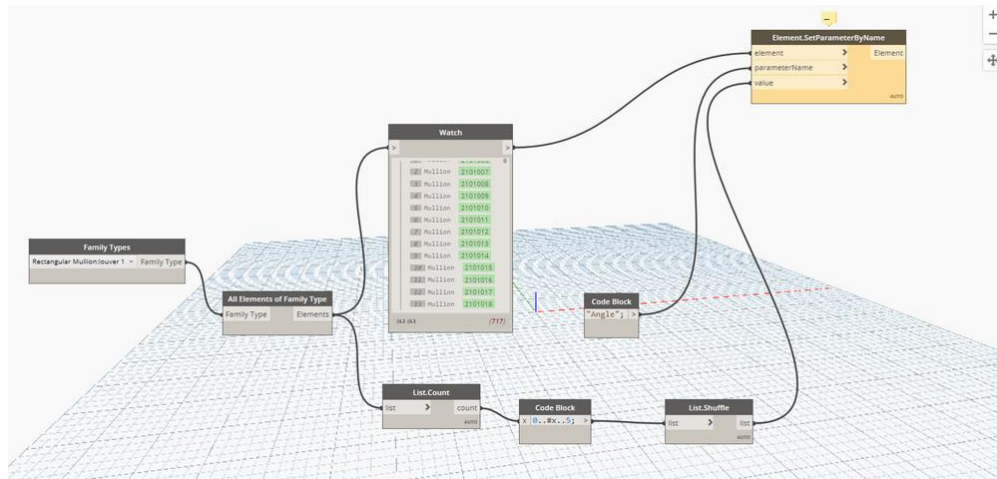 Element.SetParameterByName
element > Element
parameterName >
value >
AUTO
Watch
> >
0
2 Mullion 2101007
3 Mullion 2101008
4 Mullion 2101009
5 Mullion 2101010
6 Mullion 2101011
7 Mullion 2101012
8 Mullion 2101013
9 Mullion 2101014
10 Mullion 2101015
11 Mullion 2101016
12 Mullion 2101017
13 Mullion 2101018
@L2 @L1 {717}
Family Types
Rectangular Mullion:louver 1 Family Type
All Elements of Family Type
Family Type Elements
Code Block
"Angle"; >
List.Count
list > count
AUTO
Code Block
x 0..#x..5; >
List.Shuffle
list > list
AUTO